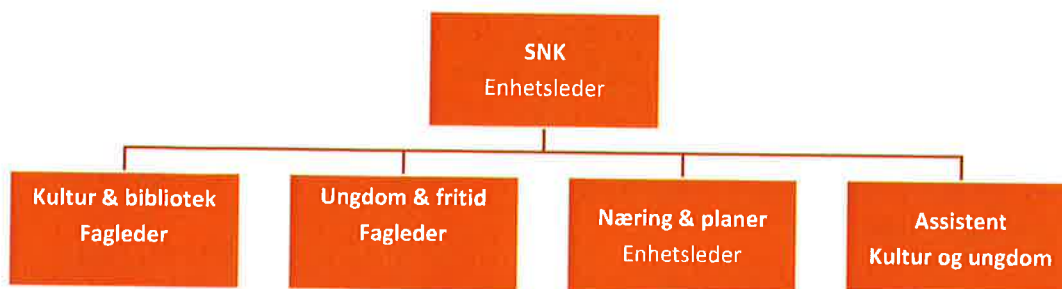 SNK
Enhetsleder
Kultur & bibliotek
Fagleder
Ungdom & fritid
Fagleder
Næring & planer
Enhetsleder
Assistent
Kultur og ungdom